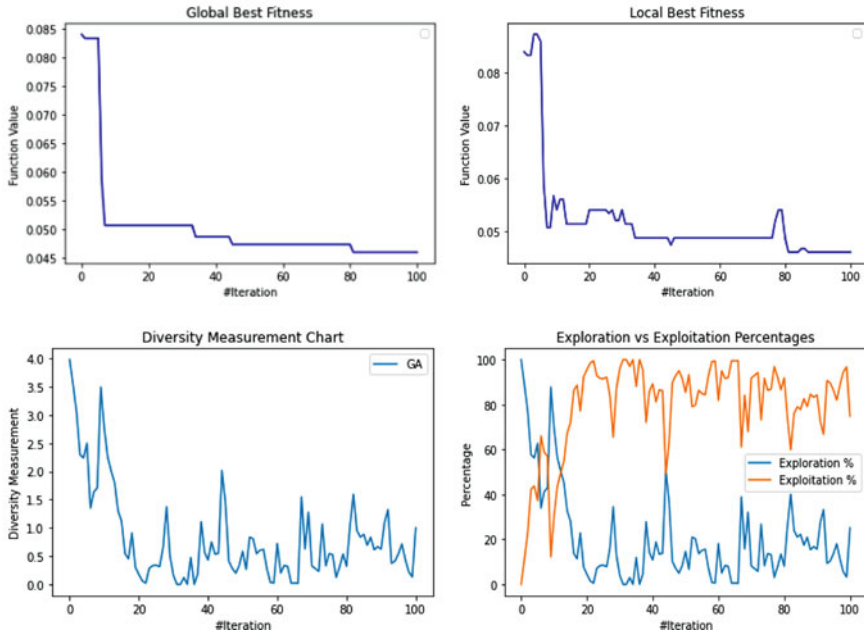 Global Best Fitness
0.085
0.080
0.075
0.070
0.065
0.060
0.055
0.050
0.045
Function Value
0 20 40 60 80 100
#Iteration
Local Best Fitness
0.08
0.07
0.06
0.05
Function Value
0 20 40 60 80 100
#Iteration
Diversity Measurement Chart
GA
4.0
3.5
3.0
2.5
2.0
1.5
1.0
0.5
0.0
Diversity Measurement
0 20 40 60 80 100
#Iteration
Exploration vs Exploitation Percentages
100
80
60
40
20
0
Percentage
Exploration %
Exploitation %
0 20 40 60 80 100
#Iteration